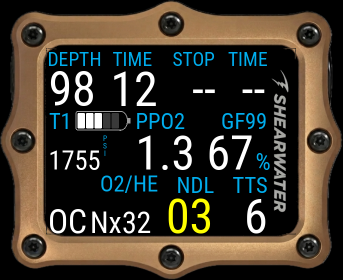 DEPTH TIME STOP TIME
98 12 -- --
T1 PPO2 GF99
1755 PSI 1.3 67%
O2/HE NDL TTS
OC Nx32 03 6
SHEARWATER